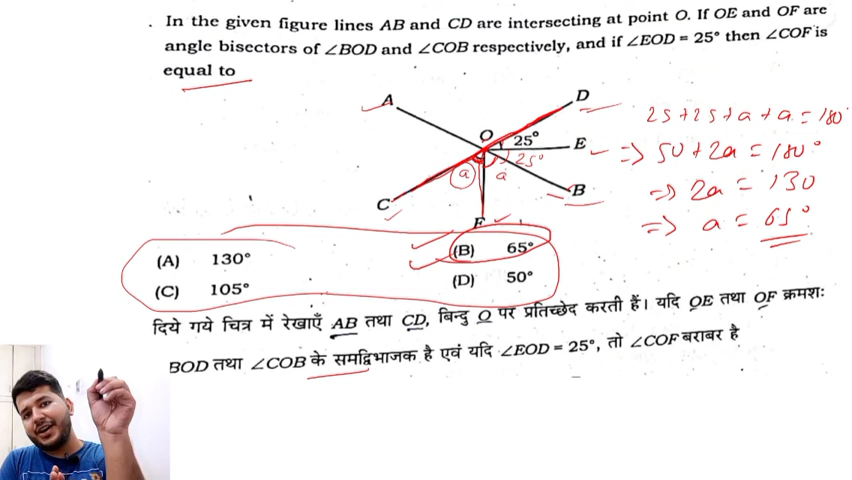 . In the given figure lines AB and CD are intersecting at point O. If OE and OF are
angle bisectors of ∠BOD and ∠COB respectively, and if ∠EOD = 25° then ∠COF is
equal to
A
D
O
25°
E
25°
a
a
B
C
F
25+25+a+a=180°
=> 50+2a=180°
=> 2a=130
=> a=65°
(A) 130°
(B) 65°
(C) 105°
(D) 50°
दिये गये चित्र में रेखाएँ AB तथा CD, बिन्दु O पर प्रतिच्छेद करती हैं। यदि OE तथा OF क्रमशः
BOD तथा ∠COB के समद्विभाजक है एवं यदि ∠EOD = 25°, तो ∠COF बराबर है